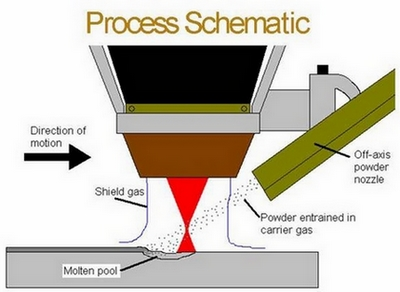 Process Schematic
Direction of
motion
Off-axis
powder
nozzle
Shield gas
Powder entrained in
carrier gas
Molten pool